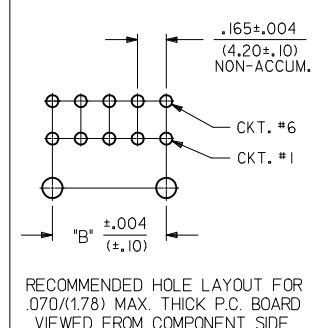 .165±.004
(4.20±.10)
NON-ACCUM.
CKT. #6
CKT. #1
"B" ±.004
(±.10)
RECOMMENDED HOLE LAYOUT FOR
.070/(1.78) MAX. THICK P.C. BOARD
VIEWED FROM COMPONENT SIDE